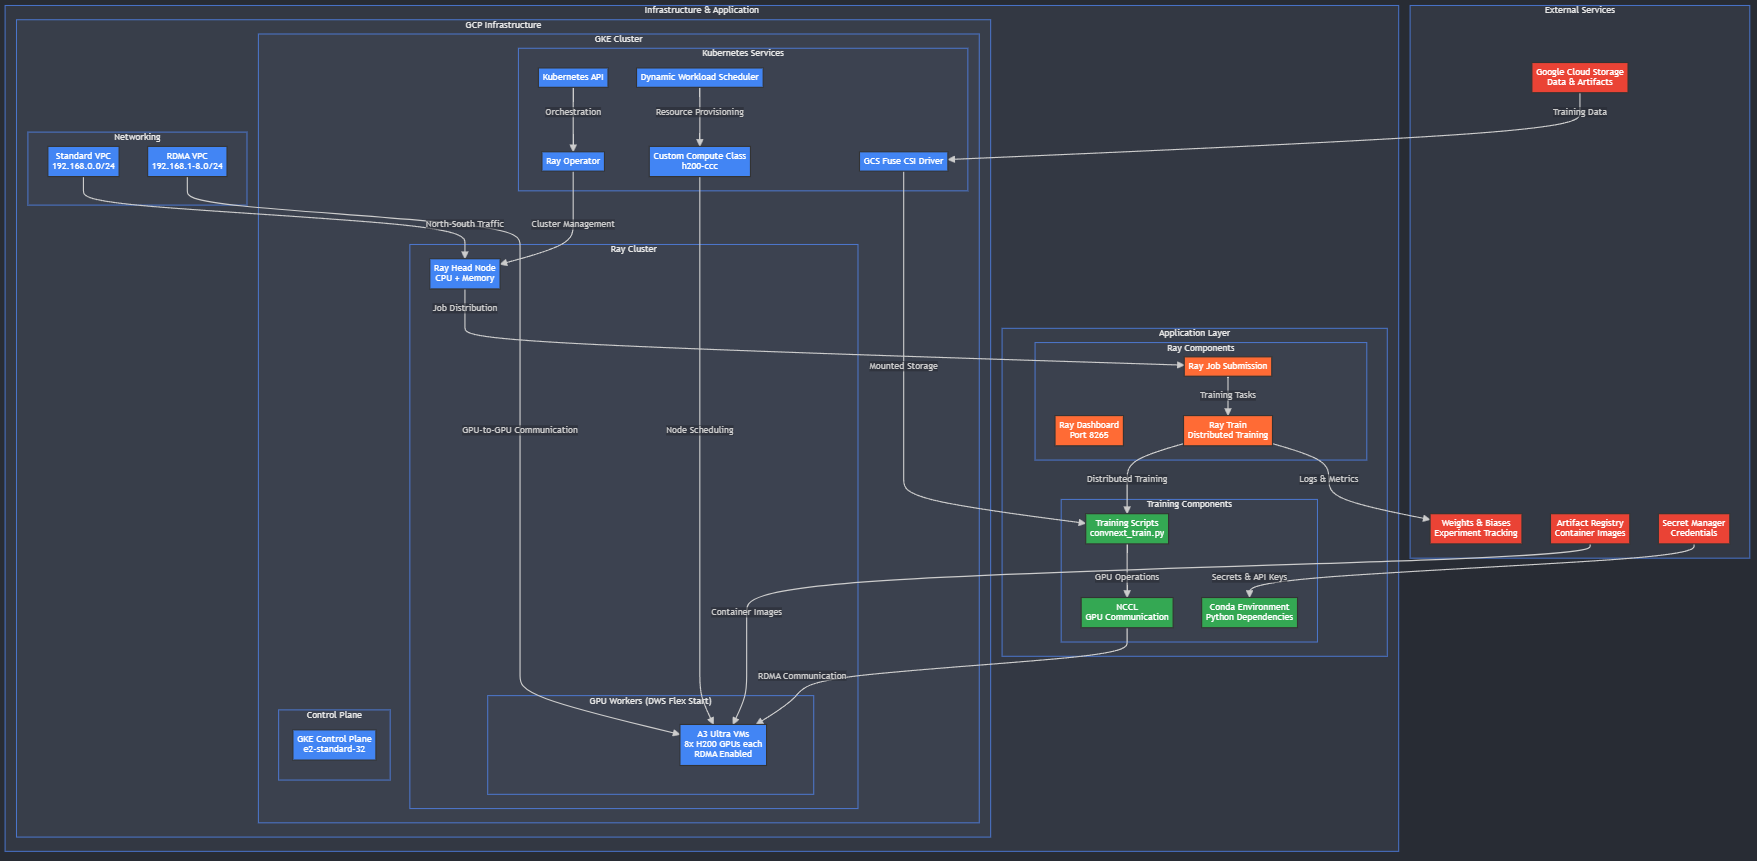 Infrastructure & Application
External Services
GCP Infrastructure
GKE Cluster
Kubernetes Services
Kubernetes API
Dynamic Workload Scheduler
Google Cloud Storage
Data & Artifacts
Orchestration
Resource Provisioning
Training Data
Networking
Standard VPC
192.168.0.0/24
RDMA VPC
192.168.1-8.0/24
Ray Operator
Custom Compute Class
h200-ccc
GCS Fuse CSI Driver
North-South Traffic
Cluster Management
Ray Cluster
Ray Head Node
CPU + Memory
Job Distribution
Application Layer
Ray Components
Mounted Storage
Ray Job Submission
Training Tasks
GPU-to-GPU Communication
Node Scheduling
Ray Dashboard
Port 8265
Ray Train
Distributed Training
Distributed Training
Logs & Metrics
Training Components
Training Scripts
convnext_train.py
Weights & Biases
Experiment Tracking
Artifact Registry
Container Images
Secret Manager
Credentials
GPU Operations
Secrets & API Keys
Container Images
NCCL
GPU Communication
Conda Environment
Python Dependencies
RDMA Communication
GPU Workers (DWS Flex Start)
Control Plane
GKE Control Plane
e2-standard-32
A3 Ultra VMs
8x H200 GPUs each
RDMA Enabled